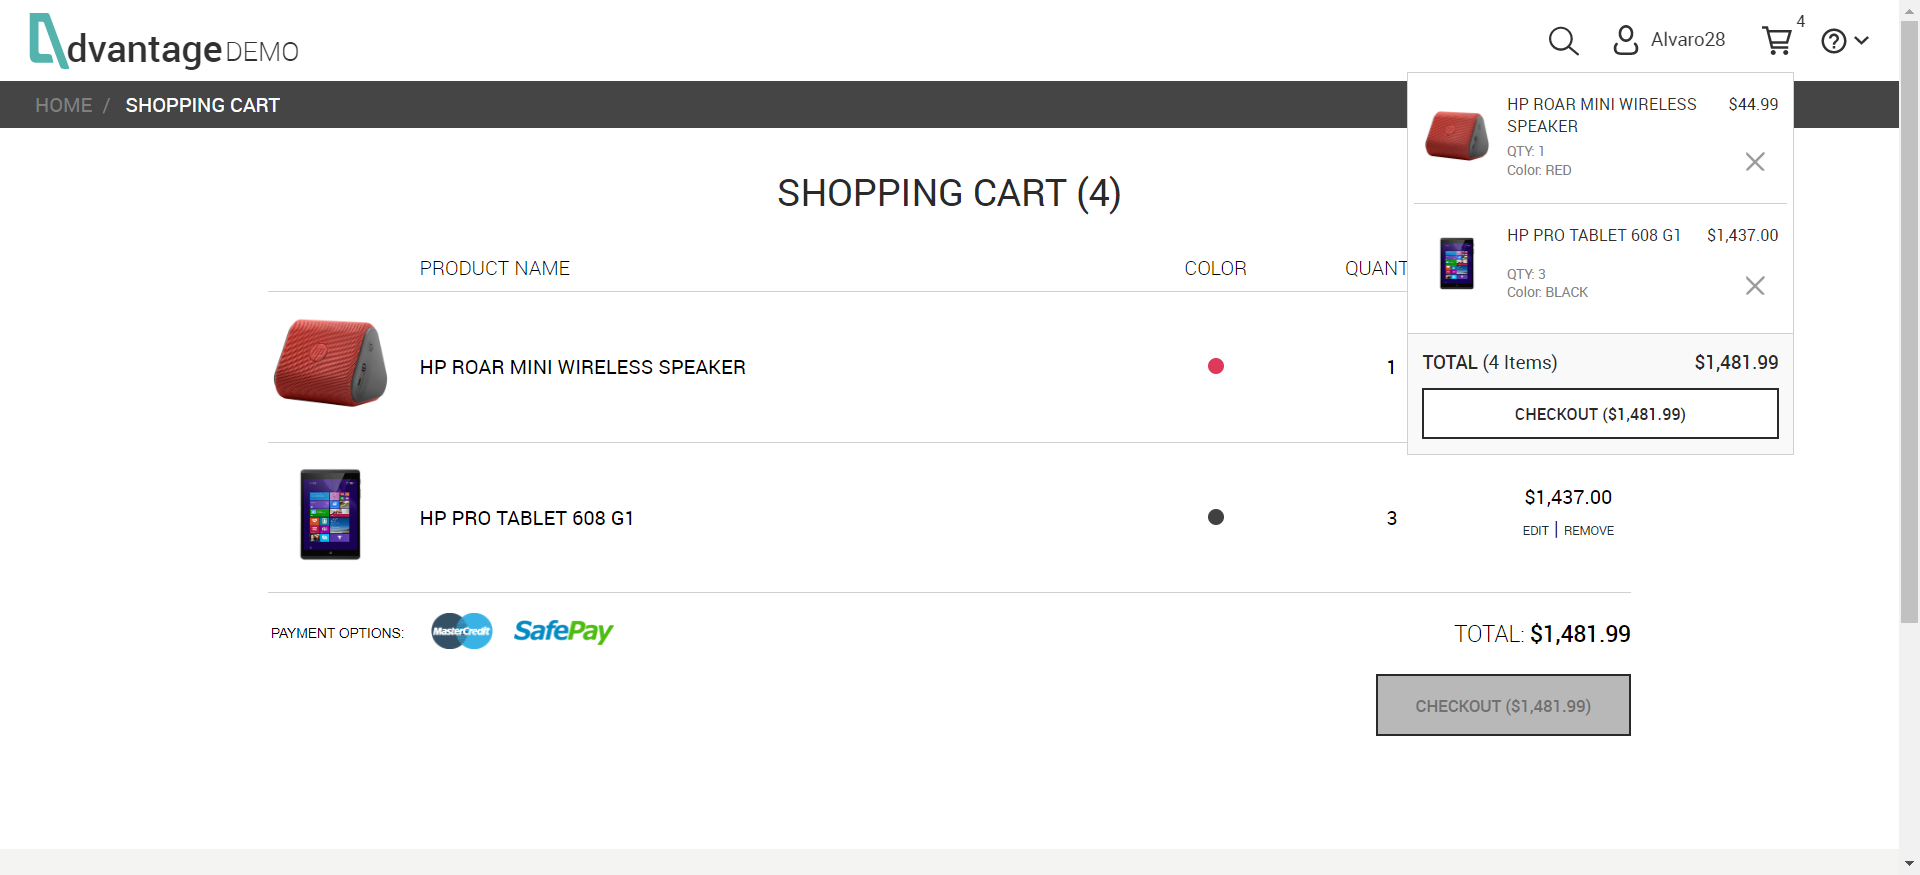 dvantage DEMO
Alvaro28
4
HOME / SHOPPING CART
HP ROAR MINI WIRELESS SPEAKER
$44.99
QTY: 1
Color: RED
HP PRO TABLET 608 G1
$1,437.00
QTY: 3
Color: BLACK
TOTAL (4 Items)
$1,481.99
CHECKOUT ($1,481.99)
SHOPPING CART (4)
PRODUCT NAME
COLOR
QUANT
HP ROAR MINI WIRELESS SPEAKER
1
HP PRO TABLET 608 G1
3
$1,437.00
EDIT | REMOVE
PAYMENT OPTIONS:
MasterCredit
SafePay
TOTAL: $1,481.99
CHECKOUT ($1,481.99)